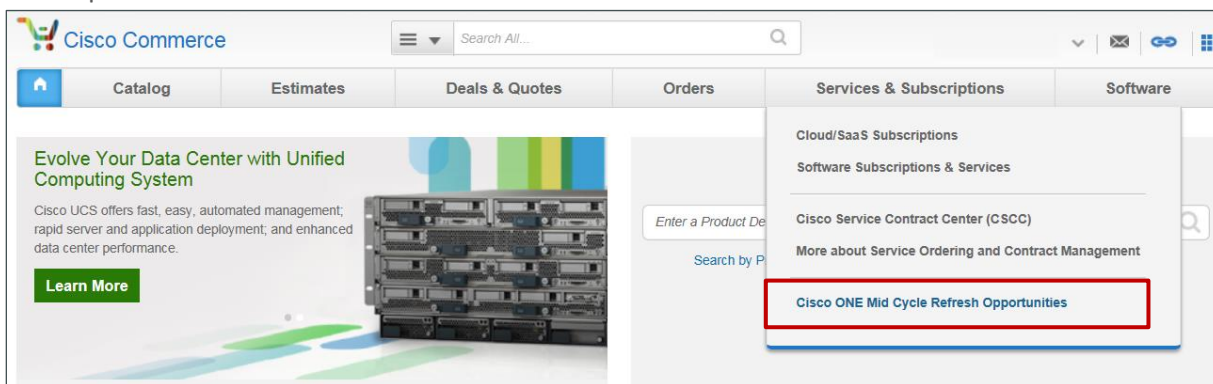 Cisco Commerce
Search All...
Catalog
Estimates
Deals & Quotes
Orders
Services & Subscriptions
Software
Evolve Your Data Center with Unified
Computing System
Cisco UCS offers fast, easy, automated management;
rapid server and application deployment; and enhanced
data center performance.
Learn More
Enter a Product De
Search by P
Cloud/SaaS Subscriptions
Software Subscriptions & Services
Cisco Service Contract Center (CSCC)
More about Service Ordering and Contract Management
Cisco ONE Mid Cycle Refresh Opportunities